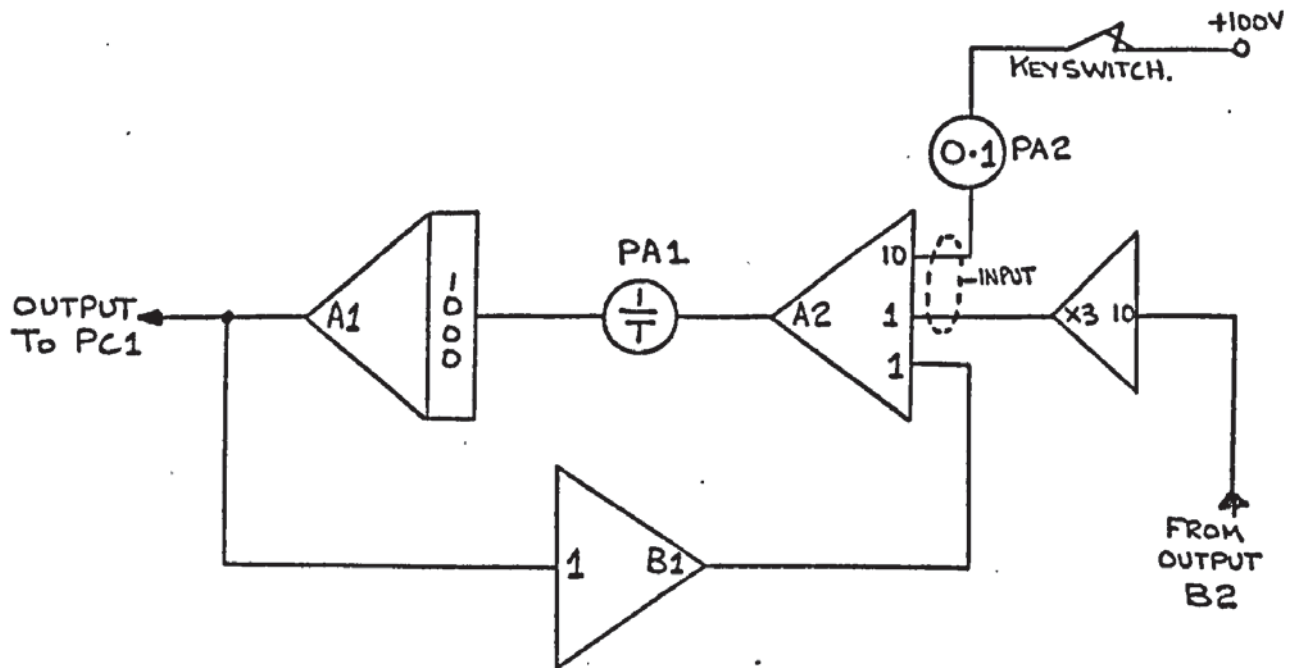 +100V
KEYSWITCH.
0.1 PA2
PA1
10
INPUT
OUTPUT
TO PC1
A1
1
0
0
0
1
T
A2
1
X3
10
1
1
B1
FROM
OUTPUT
B2